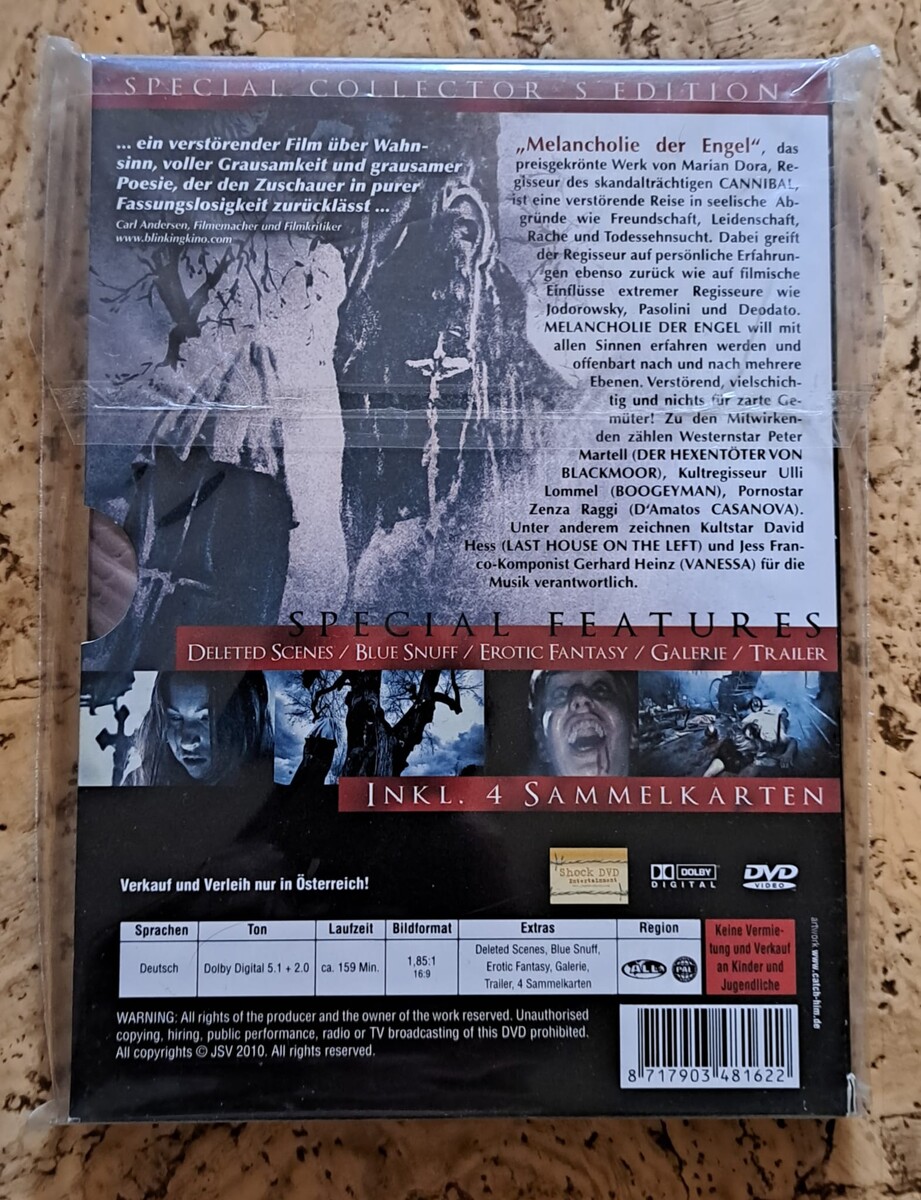 SPECIAL COLLECTOR'S EDITION
... ein verstörender Film über Wahn-
sinn, voller Grausamkeit und grausamer
Poesie, der den Zuschauer in purer
Fassungslosigkeit zurücklässt ...
Carl Andersen, Filmemacher und Filmkritiker
www.blinkingkino.com
„Melancholie der Engel“, das
preisgekrönte Werk von Marian Dora, Re-
gisseur des skandalträchtigen CANNIBAL,
ist eine verstörende Reise in seelische Ab-
gründe wie Freundschaft, Leidenschaft,
Rache und Todessehnsucht. Dabei greift
der Regisseur auf persönliche Erfahrun-
gen ebenso zurück wie auf filmische
Einflüsse extremer Regisseure wie
Jodorowsky, Pasolini und Deodato.
MELANCHOLIE DER ENGEL will mit
allen Sinnen erfahren werden und
offenbart nach und nach mehrere
Ebenen. Verstörend, vielschich-
tig und nichts für zarte Ge-
müter! Zu den Mitwirken-
den zählen Westernstar Peter
Martell (DER HEXENTÖTER VON
BLACKMOOR), Kultregisseur Ulli
Lommel (BOOGEYMAN), Pornostar
Zenza Raggi (D'Amatos CASANOVA).
Unter anderem zeichnen Kultstar David
Hess (LAST HOUSE ON THE LEFT) und Jess Fran-
co-Komponist Gerhard Heinz (VANESSA) für die
Musik verantwortlich.
SPECIAL FEATURES
DELETED SCENES / BLUE SNUFF / EROTIC FANTASY / GALERIE / TRAILER
INKL. 4 SAMMELKARTEN
Verkauf und Verleih nur in Österreich!
Shock DVD
Entertainment
DOLBY
DIGITAL
DVD
VIDEO
Sprachen Ton Laufzeit Bildformat Extras Region
Deutsch Dolby Digital 5.1 + 2.0 ca. 159 Min. 1,85:1
16:9
Deleted Scenes, Blue Snuff,
Erotic Fantasy, Galerie,
Trailer, 4 Sammelkarten
ALL PAL
Keine Vermie-
tung und Verkauf
an Kinder und
Jugendliche
artwork www.catch-him.de
WARNING: All rights of the producer and the owner of the work reserved. Unauthorised
copying, hiring, public performance, radio or TV broadcasting of this DVD prohibited.
All copyrights © JSV 2010. All rights reserved.
8 717903 481622